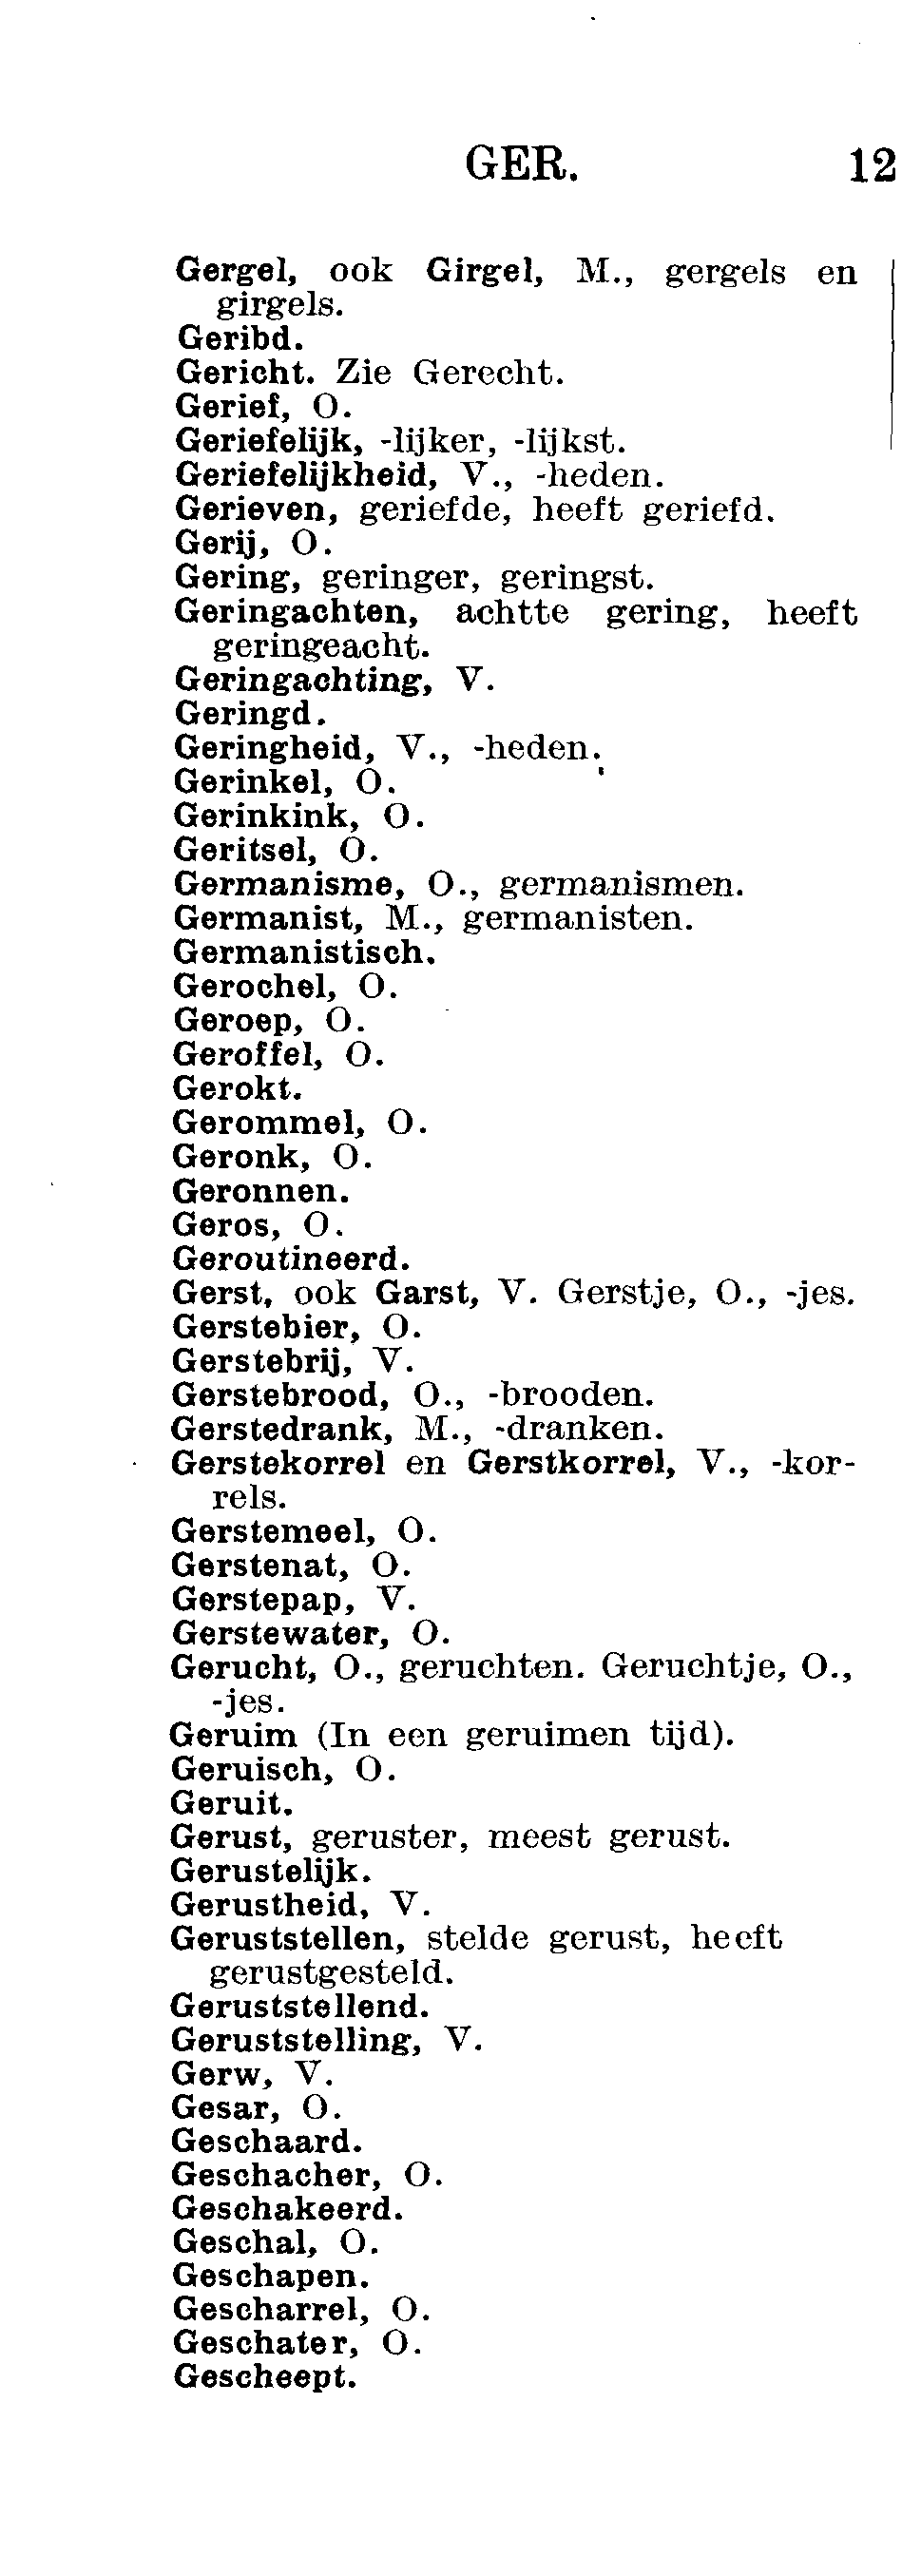 GER. 12
Gergel, ook Girgel, M., gergels en
girgels.
Geribd.
Gericht. Zie Gerecht.
Gerief, O.
Geriefelijk, -lijker, -lijkst.
Geriefelijkheid, V., -heden.
Gerieven, geriefde, heeft geriefd.
Gerij, O.
Gering, geringer, geringst.
Geringachten, achtte gering, heeft
geringeacht.
Geringachting, V.
Geringd.
Geringheid, V., -heden.
Gerinkel, O.
Gerinkink, O.
Geritsel, O.
Germanisme, O., germanismen.
Germanist, M., germanisten.
Germanistisch.
Gerochel, O.
Geroep, O.
Geroffel, O.
Gerokt.
Gerommel, O.
Geronk, O.
Geronnen.
Geros, O.
Geroutineerd.
Gerst, ook Garst, V. Gerstje, O., -jes.
Gerstebier, O.
Gerstebrij, V.
Gerstebrood, O., -brooden.
Gerstedrank, M., -dranken.
Gerstekorrel en Gerstkorrel, V., -kor-
rels.
Gerstemeel, O.
Gerstenat, O.
Gerstepap, V.
Gerstewater, O.
Gerucht, O., geruchten. Geruchtje, O.,
-jes.
Geruim (In een geruimen tijd).
Geruisch, O.
Geruit.
Gerust, geruster, meest gerust.
Gerustelijk.
Gerustheid, V.
Geruststellen, stelde gerust, heeft
gerustgesteld.
Geruststellend.
Geruststelling, V.
Gerw, V.
Gesar, O.
Geschaard.
Geschacher, O.
Geschakeerd.
Geschal, O.
Geschapen.
Gescharrel, O.
Geschater, O.
Gescheept.